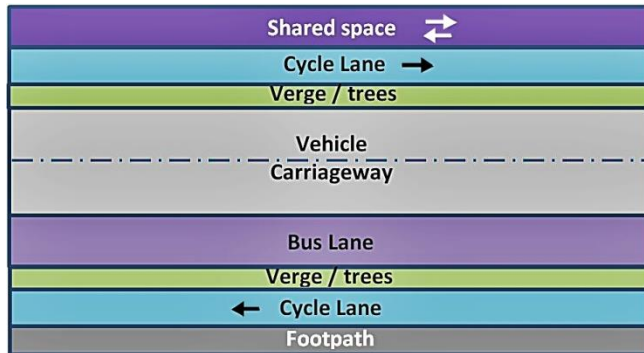 Shared space
Cycle Lane
Verge / trees
Vehicle
Carriageway
Bus Lane
Verge / trees
Cycle Lane
Footpath